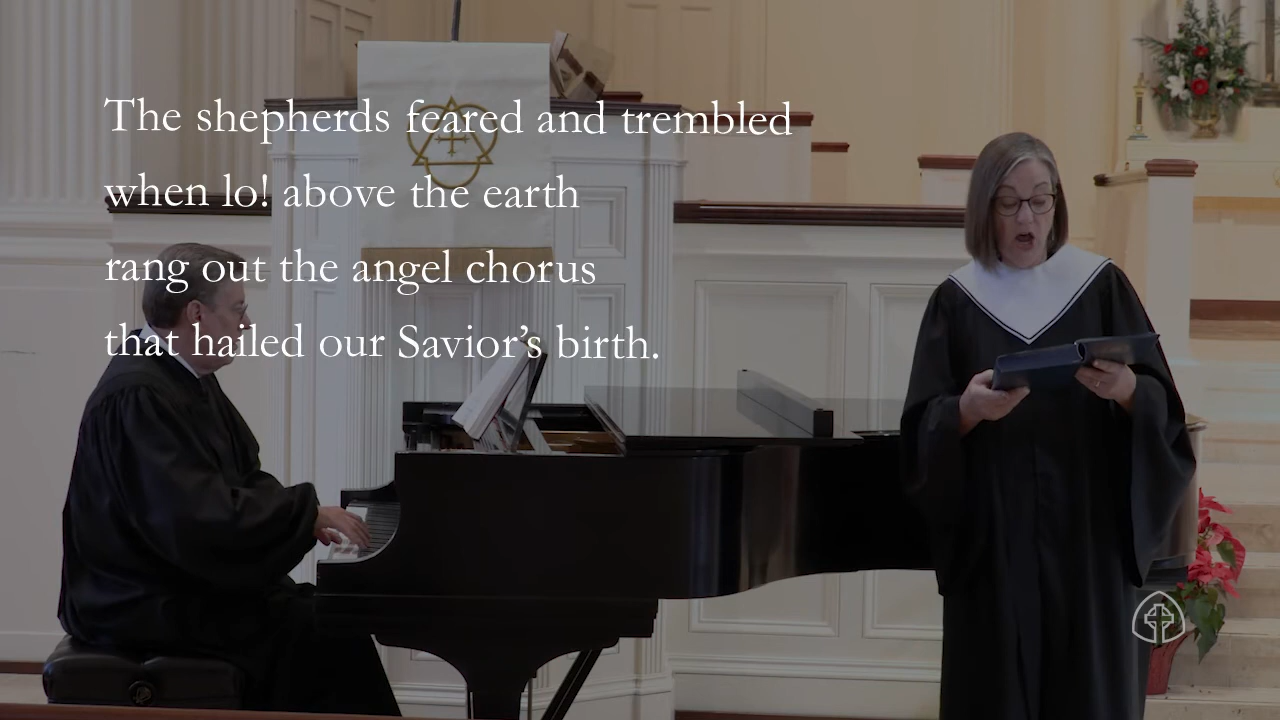 The shepherds feared and trembled
when lo! above the earth
rang out the angel chorus
that hailed our Savior’s birth.